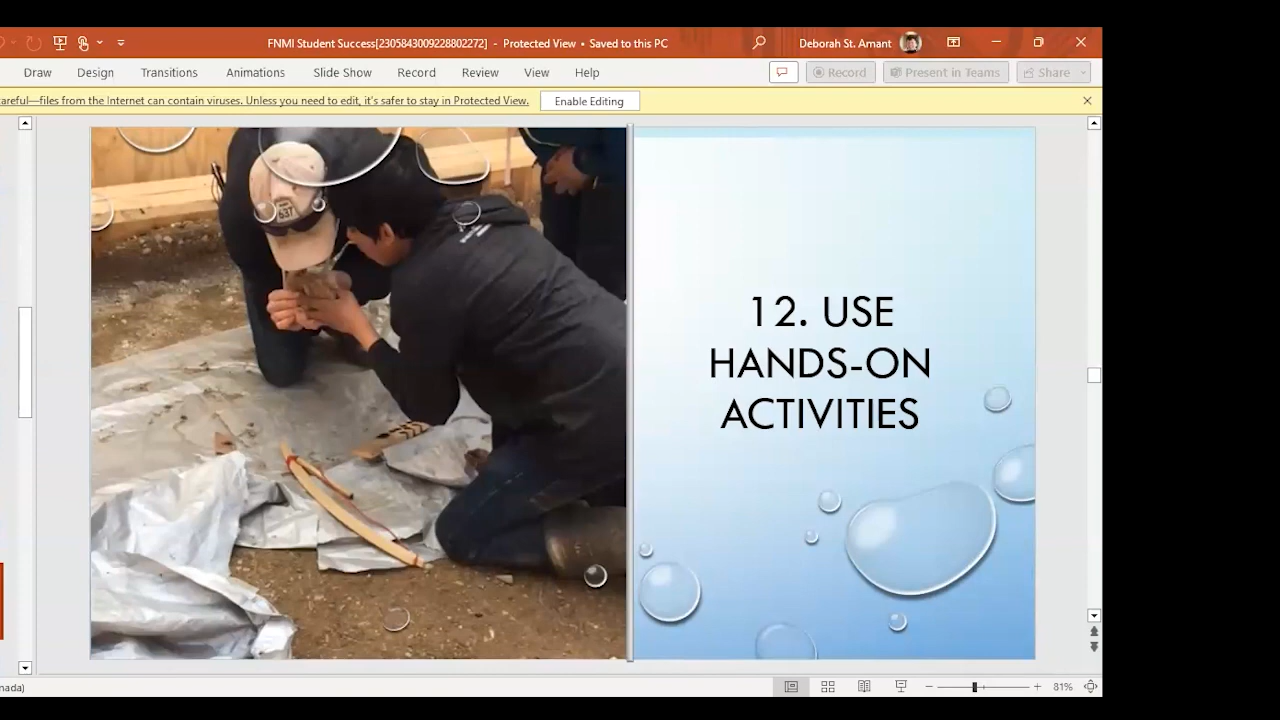 FNMI Student Success[2305843009228802272] - Protected View • Saved to this PC
Deborah St. Amant
Draw Design Transitions Animations Slide Show Record Review View Help
Record Present in Teams Share
areful—files from the Internet can contain viruses. Unless you need to edit, it's safer to stay in Protected View. Enable Editing
637
12. USE
HANDS-ON
ACTIVITIES
nada)
81%